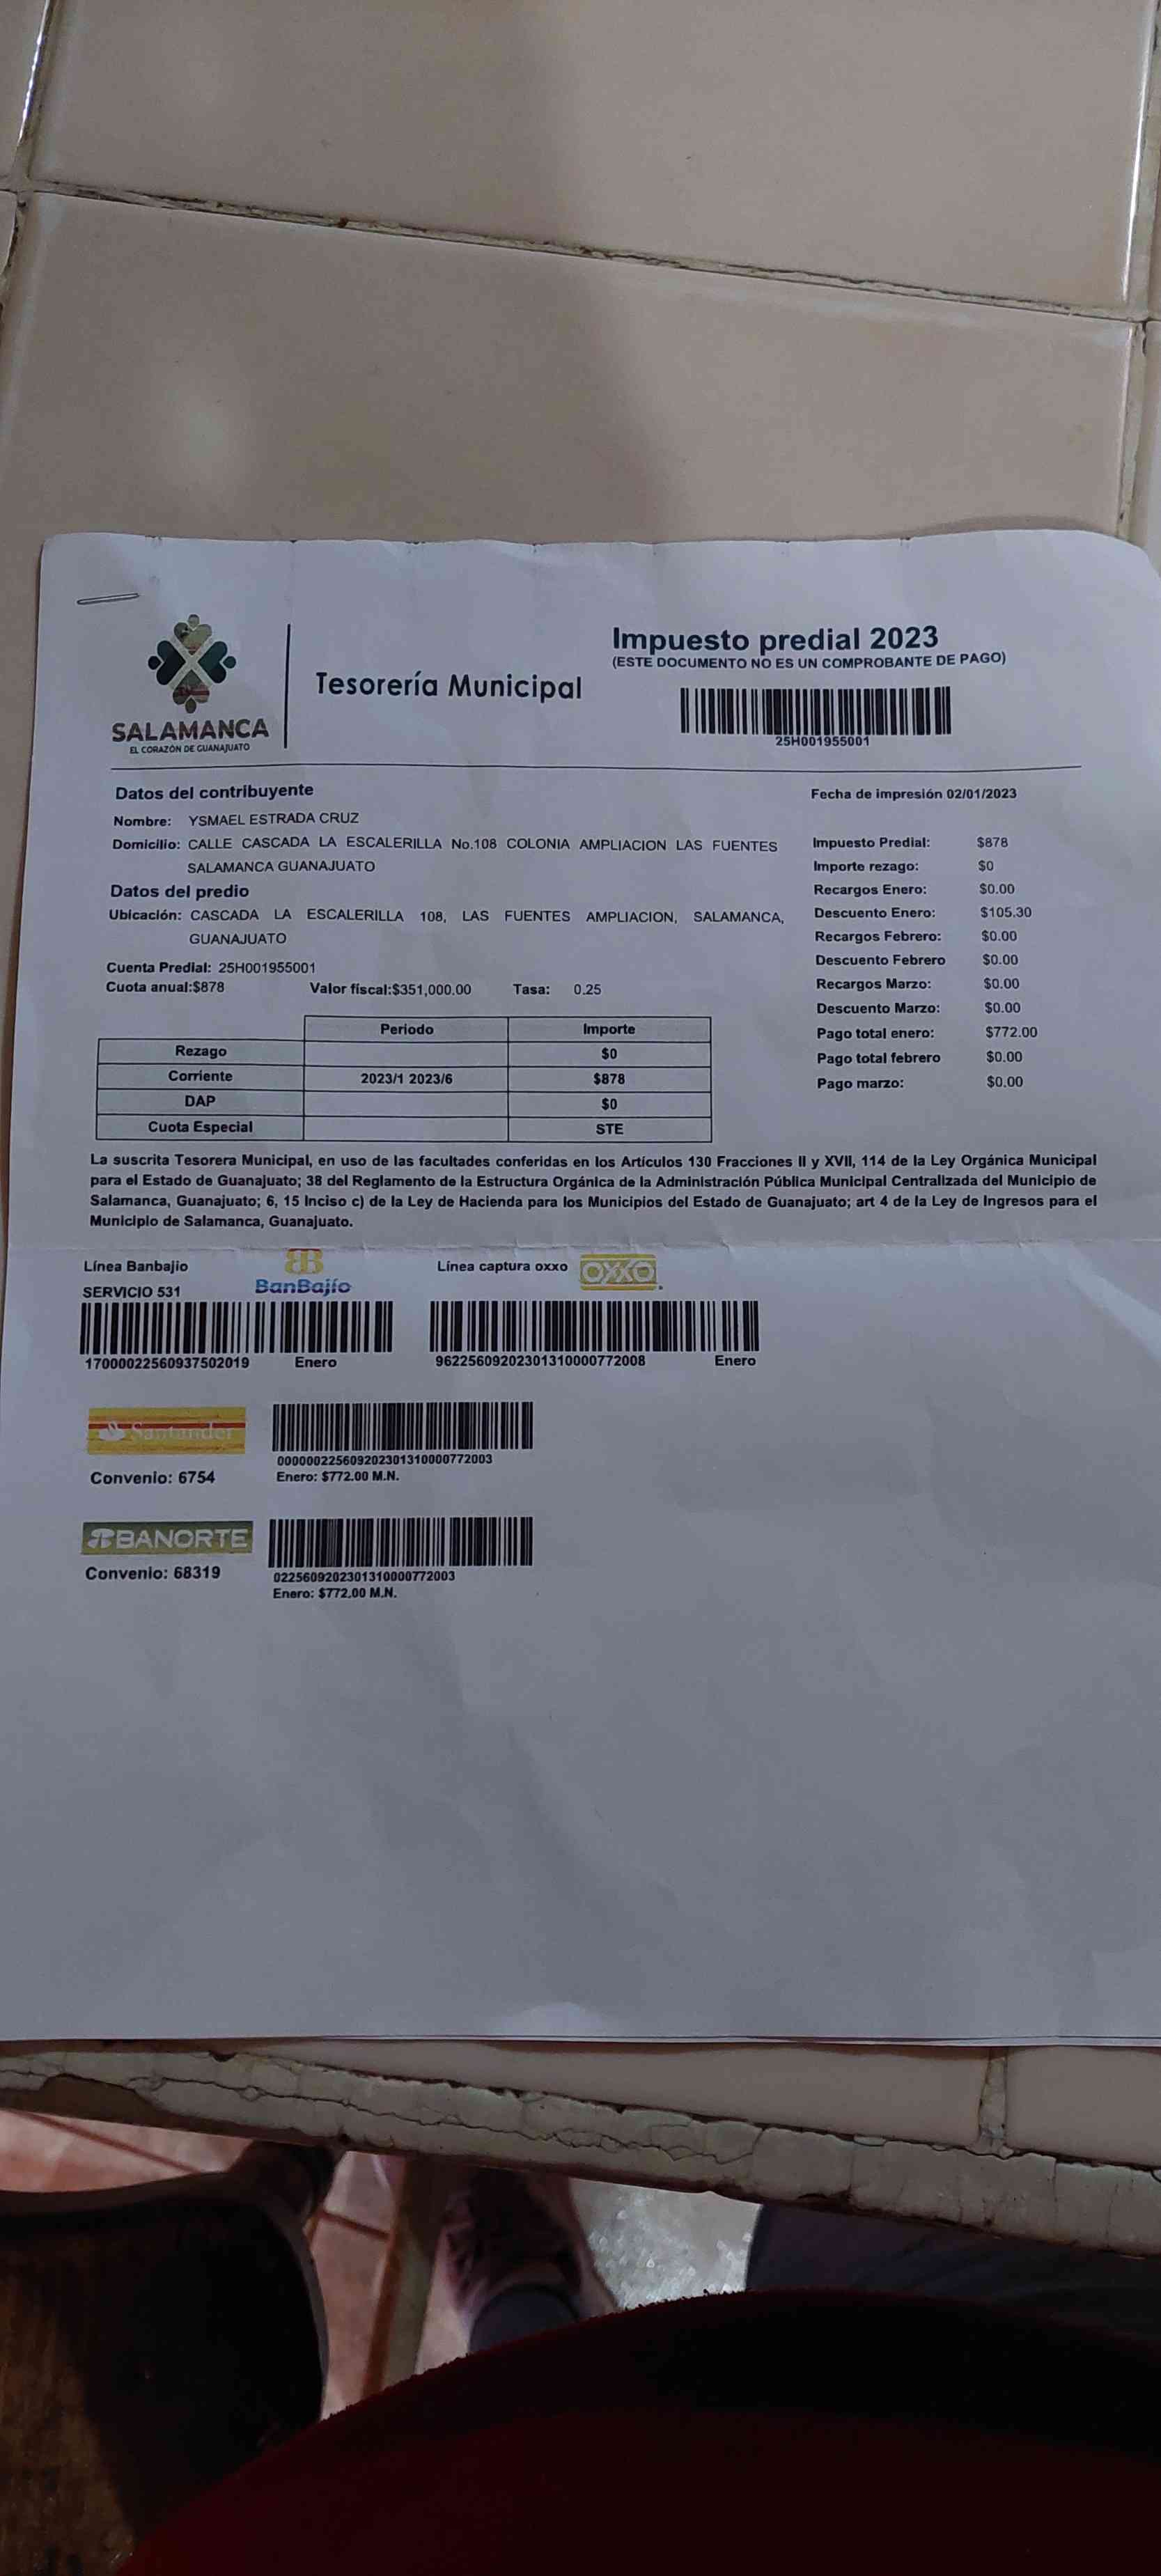 SALAMANCA
EL CORAZÓN DE GUANAJUATO
Tesorería Municipal
Impuesto predial 2023
(ESTE DOCUMENTO NO ES UN COMPROBANTE DE PAGO)
25H001955001
Datos del contribuyente
Nombre: YSMAEL ESTRADA CRUZ
Domicilio: CALLE CASCADA LA ESCALERILLA No.108 COLONIA AMPLIACION LAS FUENTES
SALAMANCA GUANAJUATO
Datos del predio
Ubicación: CASCADA LA ESCALERILLA 108, LAS FUENTES AMPLIACION, SALAMANCA,
GUANAJUATO
Cuenta Predial: 25H001955001
Cuota anual:$878 Valor fiscal:$351,000.00 Tasa: 0.25
Fecha de impresión 02/01/2023
Impuesto Predial: $878
Importe rezago: $0
Recargos Enero: $0.00
Descuento Enero: $105.30
Recargos Febrero: $0.00
Descuento Febrero $0.00
Recargos Marzo: $0.00
Descuento Marzo: $0.00
Pago total enero: $772.00
Pago total febrero $0.00
Pago marzo: $0.00
Periodo Importe
Rezago $0
Corriente 2023/1 2023/6 $878
DAP $0
Cuota Especial STE
La suscrita Tesorera Municipal, en uso de las facultades conferidas en los Artículos 130 Fracciones II y XVII, 114 de la Ley Orgánica Municipal
para el Estado de Guanajuato; 38 del Reglamento de la Estructura Orgánica de la Administración Pública Municipal Centralizada del Municipio de
Salamanca, Guanajuato; 6, 15 Inciso c) de la Ley de Hacienda para los Municipios del Estado de Guanajuato; art 4 de la Ley de Ingresos para el
Municipio de Salamanca, Guanajuato.
Línea Banbajio
SERVICIO 531
BanBajío
17000022560937502019 Enero
Línea captura oxxo OXXO
96225609202301310000772008 Enero
Santander
Convenio: 6754
000000225609202301310000772003
Enero: $772.00 M.N.
BANORTE
Convenio: 68319
0225609202301310000772003
Enero: $772.00 M.N.